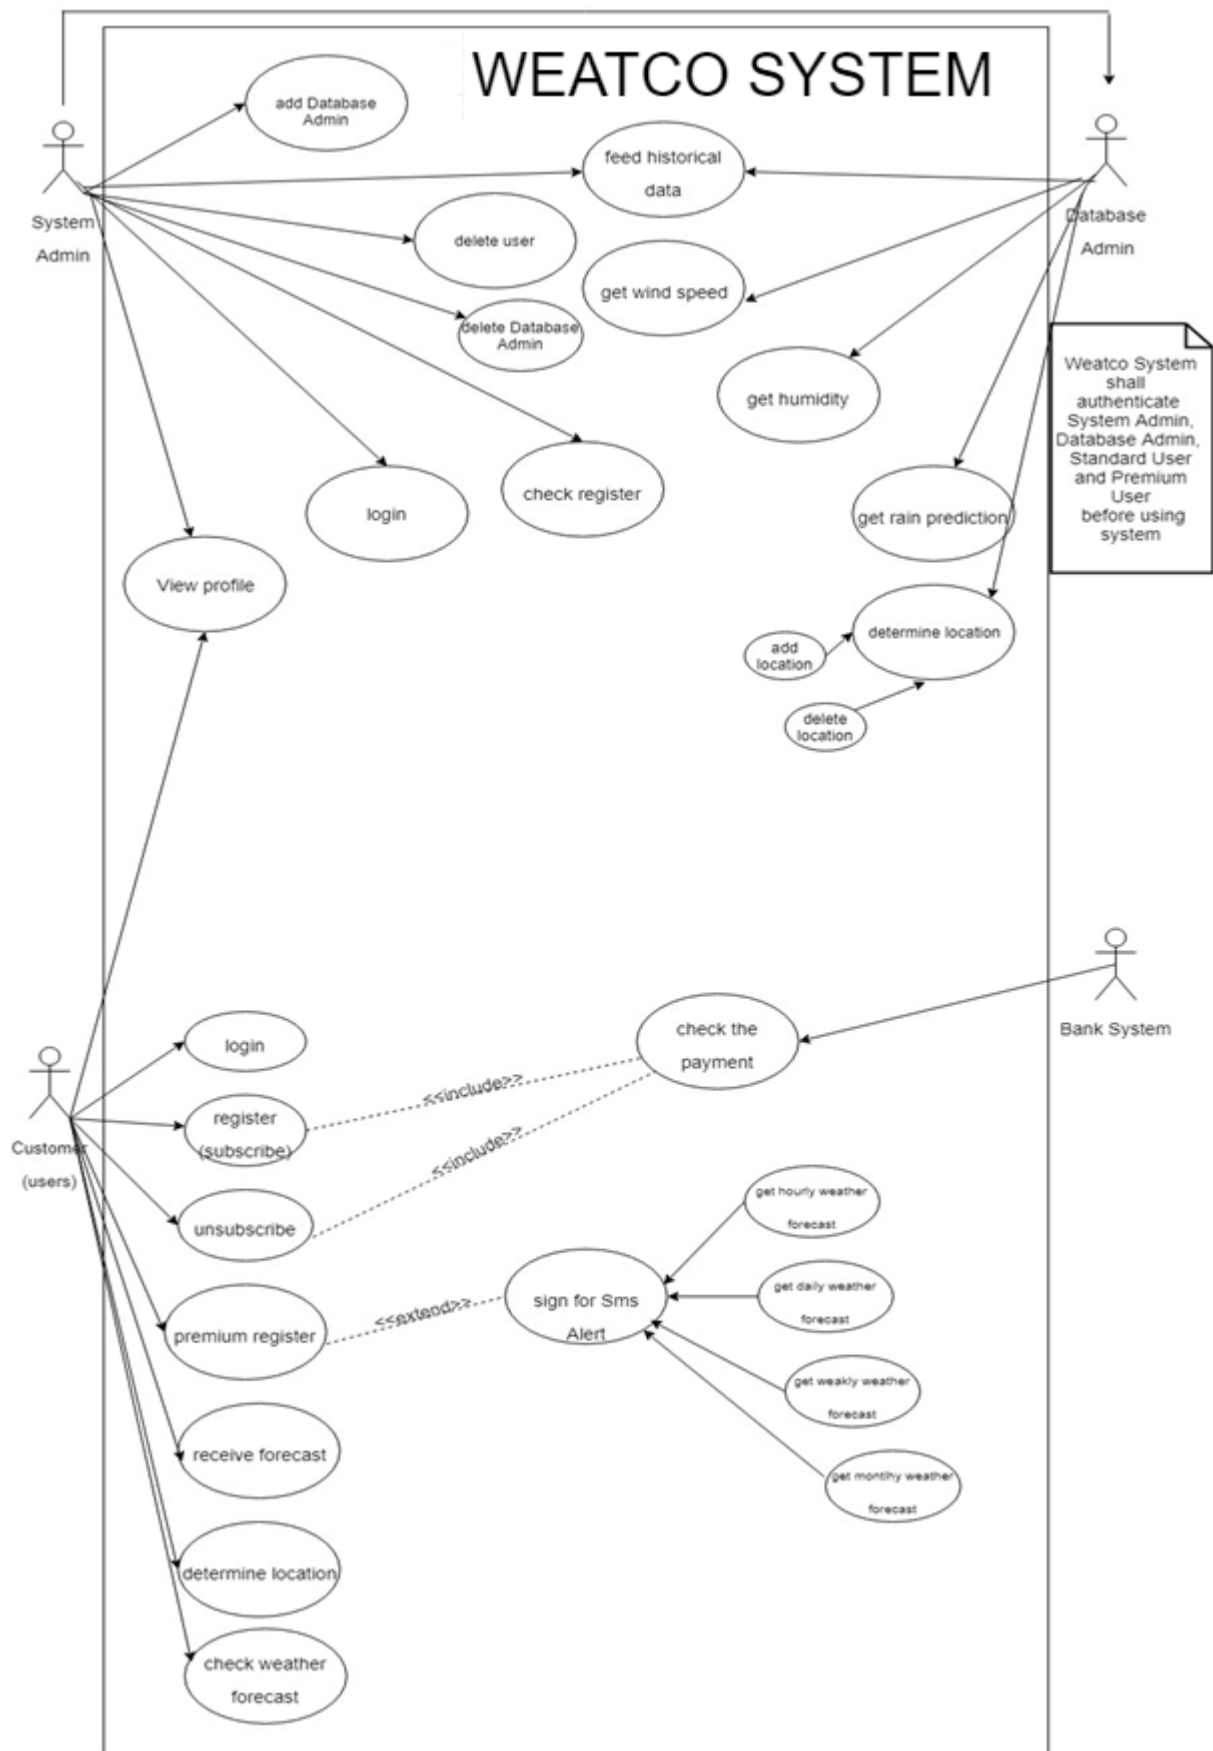 WEATCO SYSTEM
add Database
Admin
System
Admin
feed historical
data
Database
Admin
delete user
get wind speed
delete Database
Admin
get humidity
Weatco System
shall
authenticate
System Admin,
Database Admin,
Standard User
and Premium
User
before using
system
check register
login
get rain prediction
View profile
determine location
add
location
delete
location
Bank System
check the
payment
login
Customer
(users)
register
(subscribe)
<<include>>
<<include>>
unsubscribe
get hourly weather
forecast
get daily weather
forecast
sign for Sms
Alert
<<extend>>
premium register
get weakly weather
forecast
receive forecast
get montlhy weather
forecast
determine location
check weather
forecast